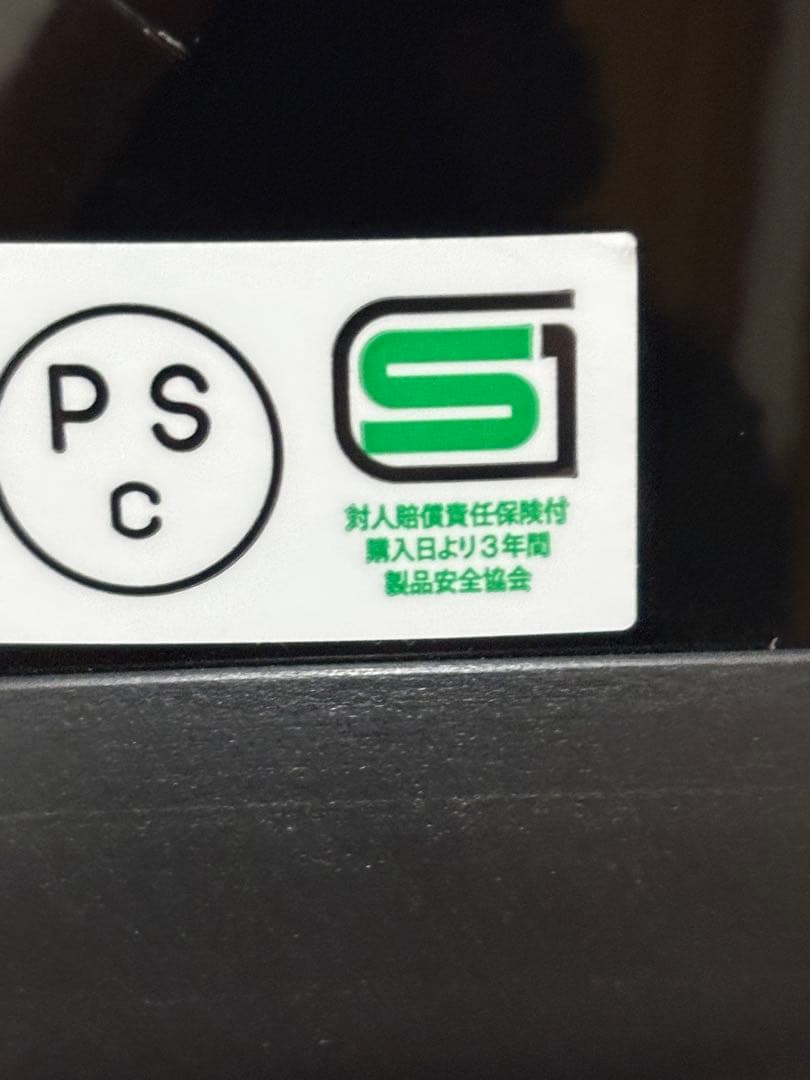 PS
C
SG
対人賠償責任保険付
購入日より3年間
製品安全協会